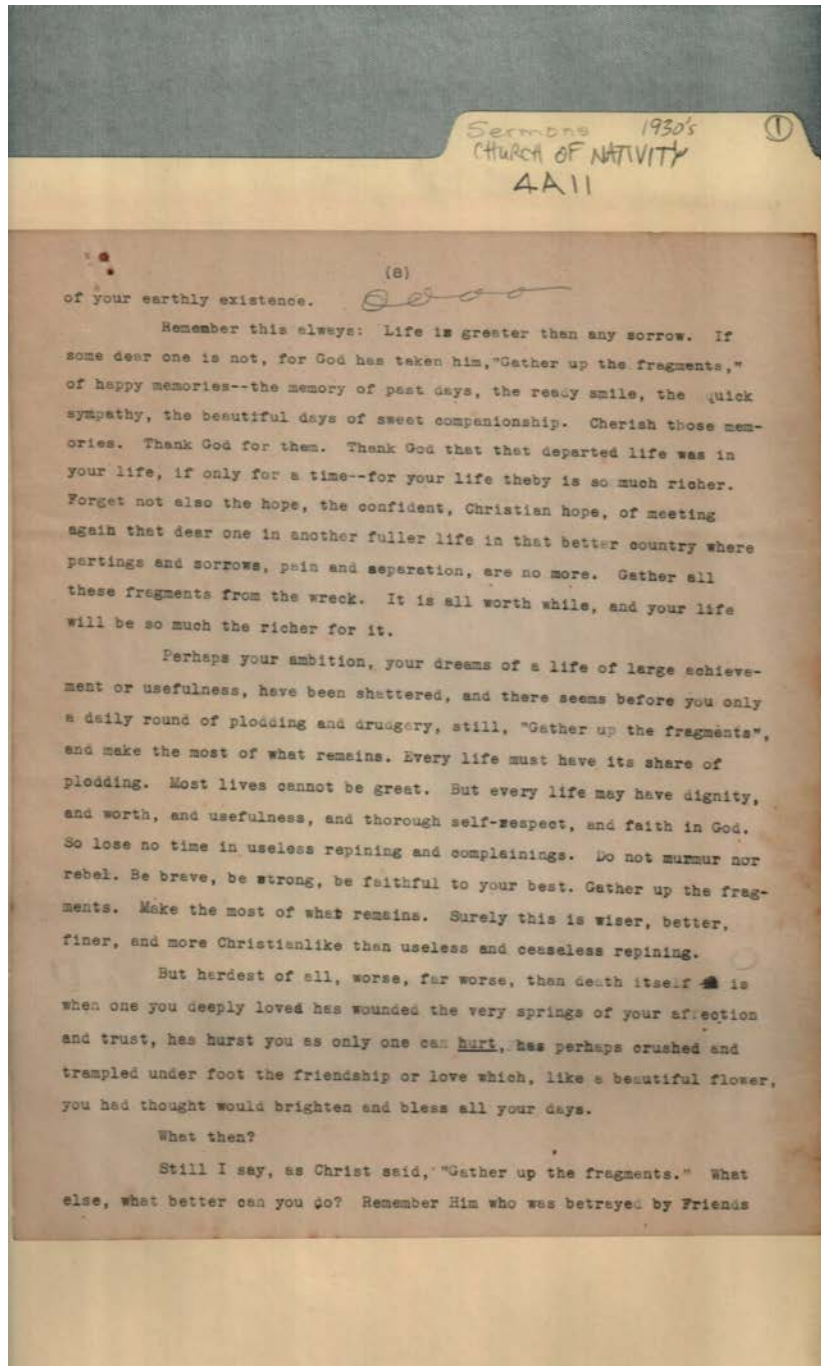 Sermons 1930's ①
CHURCH OF NATIVITY
4A11
(8)
of your earthly existence.
Remember this always: Life is greater than any sorrow. If
some dear one is not, for God has taken him,"Gather up the fragments,"
of happy memories--the memory of past days, the ready smile, the quick
sympathy, the beautiful days of sweet companionship. Cherish those mem-
ories. Thank God for them. Thank God that that departed life was in
your life, if only for a time--for your life theby is so much richer.
Forget not also the hope, the confident, Christian hope, of meeting
again that dear one in another fuller life in that better country where
partings and sorrows, pain and separation, are no more. Gather all
these fragments from the wreck. It is all worth while, and your life
will be so much the richer for it.
Perhaps your ambition, your dreams of a life of large achieve-
ment or usefulness, have been shattered, and there seems before you only
a daily round of plodding and drudgery, still, "Gather up the fragments",
and make the most of what remains. Every life must have its share of
plodding. Most lives cannot be great. But every life may have dignity,
and worth, and usefulness, and thorough self-respect, and faith in God.
So lose no time in useless repining and complainings. Do not murmur nor
rebel. Be brave, be strong, be faithful to your best. Gather up the frag-
ments. Make the most of what remains. Surely this is wiser, better,
finer, and more Christianlike than useless and ceaseless repining.
But hardest of all, worse, far worse, than death itself is
when one you deeply loved has wounded the very springs of your affection
and trust, has hurst you as only one can hurt, has perhaps crushed and
trampled under foot the friendship or love which, like a beautiful flower,
you had thought would brighten and bless all your days.
What then?
Still I say, as Christ said, "Gather up the fragments." What
else, what better can you do? Remember Him who was betrayed by Friends